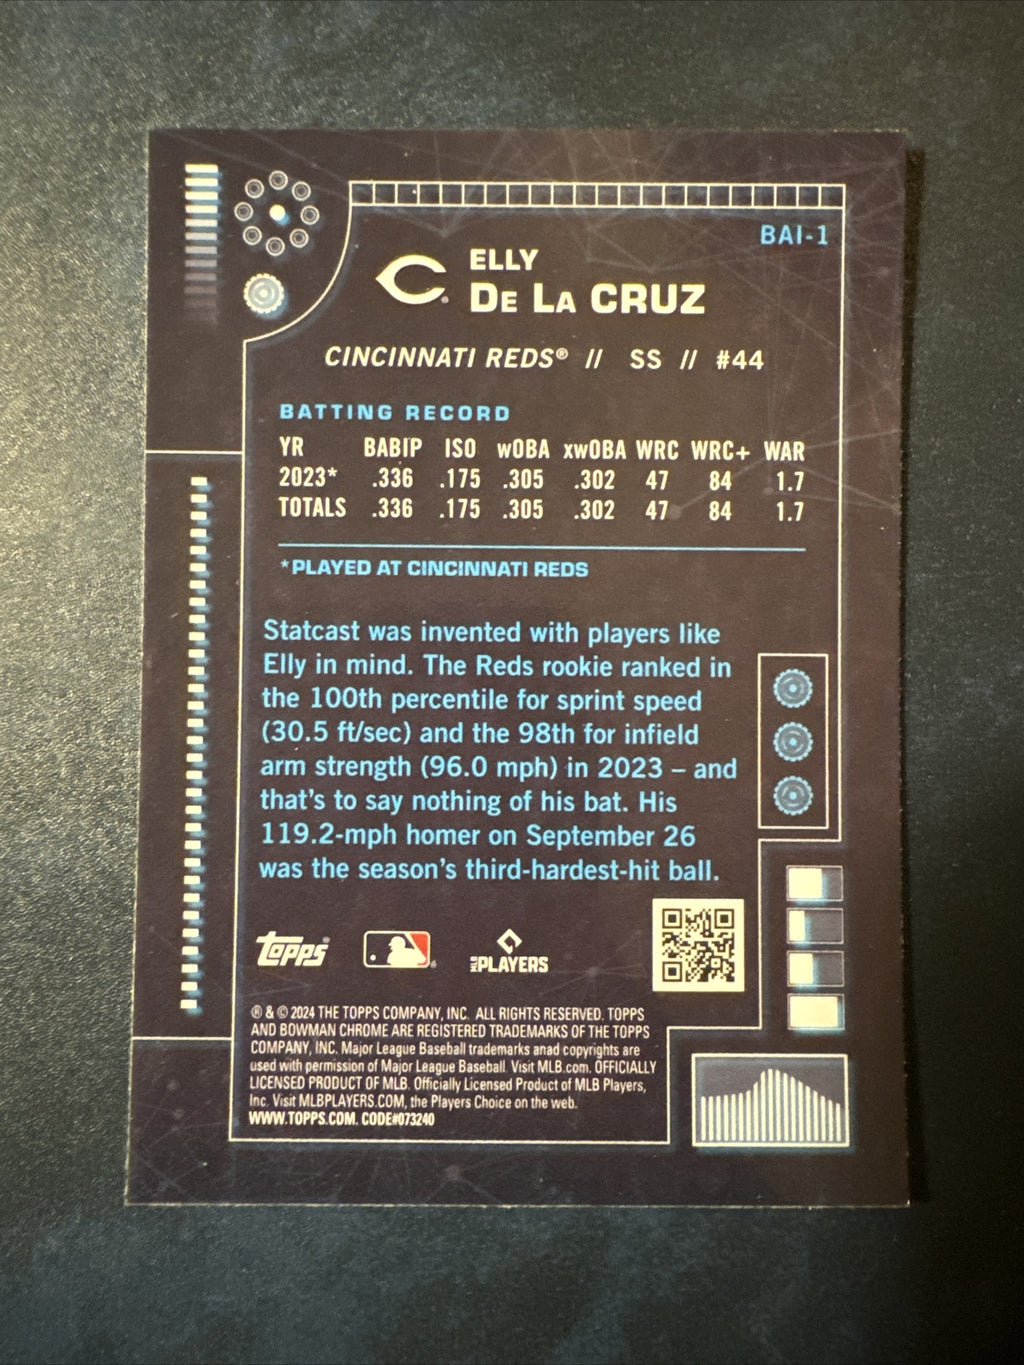 BAI-1
ELLY
DE LA CRUZ
CINCINNATI REDS® // SS // #44
BATTING RECORD
YR BABIP ISO wOBA xwOBA WRC WRC+ WAR
2023* .336 .175 .305 .302 47 84 1.7
TOTALS .336 .175 .305 .302 47 84 1.7
*PLAYED AT CINCINNATI REDS
Statcast was invented with players like
Elly in mind. The Reds rookie ranked in
the 100th percentile for sprint speed
(30.5 ft/sec) and the 98th for infield
arm strength (96.0 mph) in 2023 – and
that's to say nothing of his bat. His
119.2-mph homer on September 26
was the season's third-hardest-hit ball.
Topps® MLB PLAYERS
® & © 2024 THE TOPPS COMPANY, INC. ALL RIGHTS RESERVED. TOPPS
AND BOWMAN CHROME ARE REGISTERED TRADEMARKS OF THE TOPPS
COMPANY, INC. Major League Baseball trademarks anad copyrights are
used with permission of Major League Baseball. Visit MLB.com. OFFICIALLY
LICENSED PRODUCT OF MLB. Officially Licensed Product of MLB Players,
Inc. Visit MLBPLAYERS.COM, the Players Choice on the web.
WWW.TOPPS.COM. CODE#073240